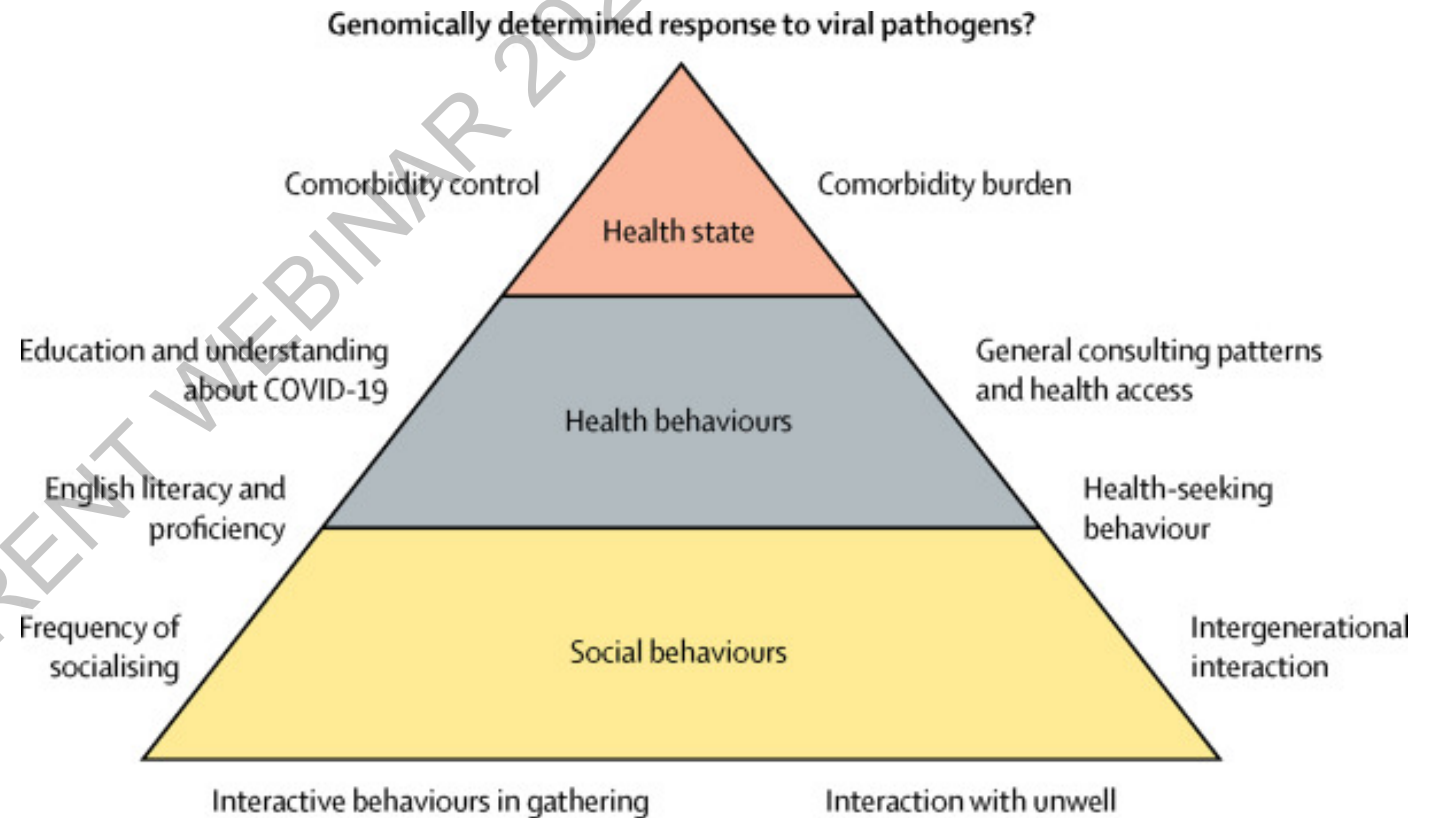 Genomically determined response to viral pathogens?
Comorbidity control
Comorbidity burden
Health state
Education and understanding
about COVID-19
General consulting patterns
and health access
Health behaviours
English literacy and
proficiency
Health-seeking
behaviour
Frequency of
socialising
Social behaviours
Intergenerational
interaction
Interactive behaviours in gathering
Interaction with unwell
WEBINAR